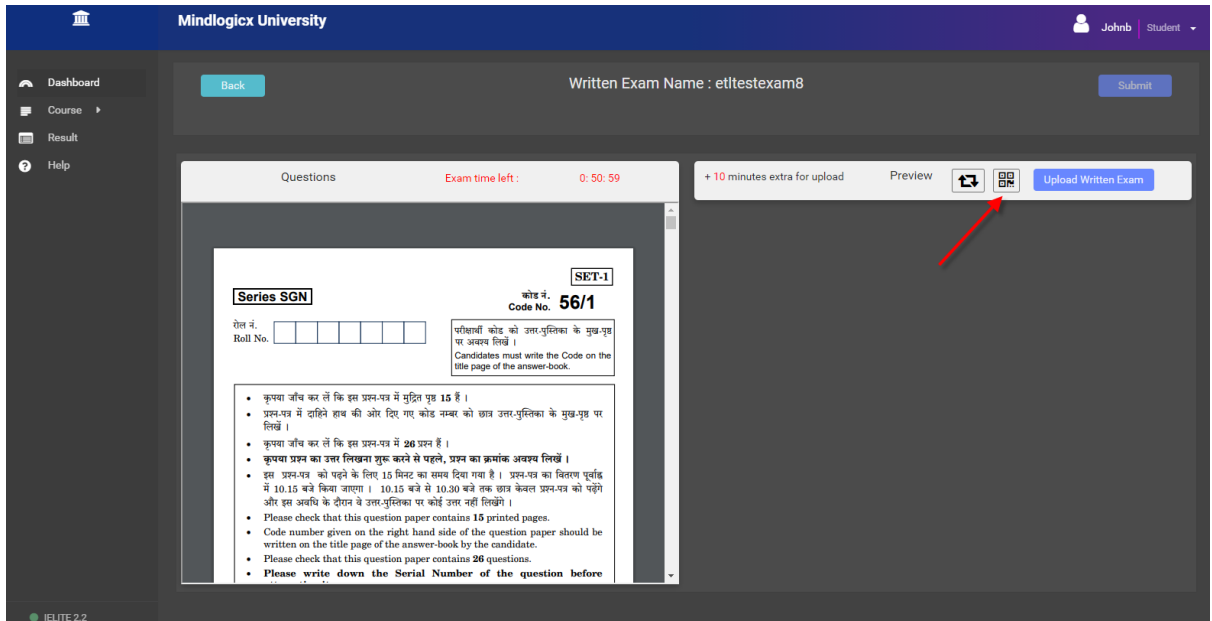 Mindlogicx University
Johnb Student
Dashboard
Course
Result
Help
Back
Written Exam Name : etltestexam8
Submit
Questions
Exam time left :
0: 50: 59
+ 10 minutes extra for upload
Preview
Upload Written Exam
SET-1
Series SGN
कोड नं.
Code No. 56/1
रोल नं.
Roll No.
परीक्षार्थी कोड को उत्तर-पुस्तिका के मुख-पृष्ठ
पर अवश्य लिखें ।
Candidates must write the Code on the
title page of the answer-book.
• कृपया जाँच कर लें कि इस प्रश्न-पत्र में मुद्रित पृष्ठ 15 हैं ।
• प्रश्न-पत्र में दाहिने हाथ की ओर दिए गए कोड नम्बर को छात्र उत्तर-पुस्तिका के मुख-पृष्ठ पर
लिखें ।
• कृपया जाँच कर लें कि इस प्रश्न-पत्र में 26 प्रश्न हैं ।
• कृपया प्रश्न का उत्तर लिखना शुरू करने से पहले, प्रश्न का क्रमांक अवश्य लिखें ।
• इस प्रश्न-पत्र को पढ़ने के लिए 15 मिनट का समय दिया गया है । प्रश्न-पत्र का वितरण पूर्वाह्न
में 10.15 बजे किया जाएगा । 10.15 बजे से 10.30 बजे तक छात्र केवल प्रश्न-पत्र को पढ़ेंगे
और इस अवधि के दौरान वे उत्तर-पुस्तिका पर कोई उत्तर नहीं लिखेंगे ।
• Please check that this question paper contains 15 printed pages.
• Code number given on the right hand side of the question paper should be
written on the title page of the answer-book by the candidate.
• Please check that this question paper contains 26 questions.
• Please write down the Serial Number of the question before
IELITE 2.2